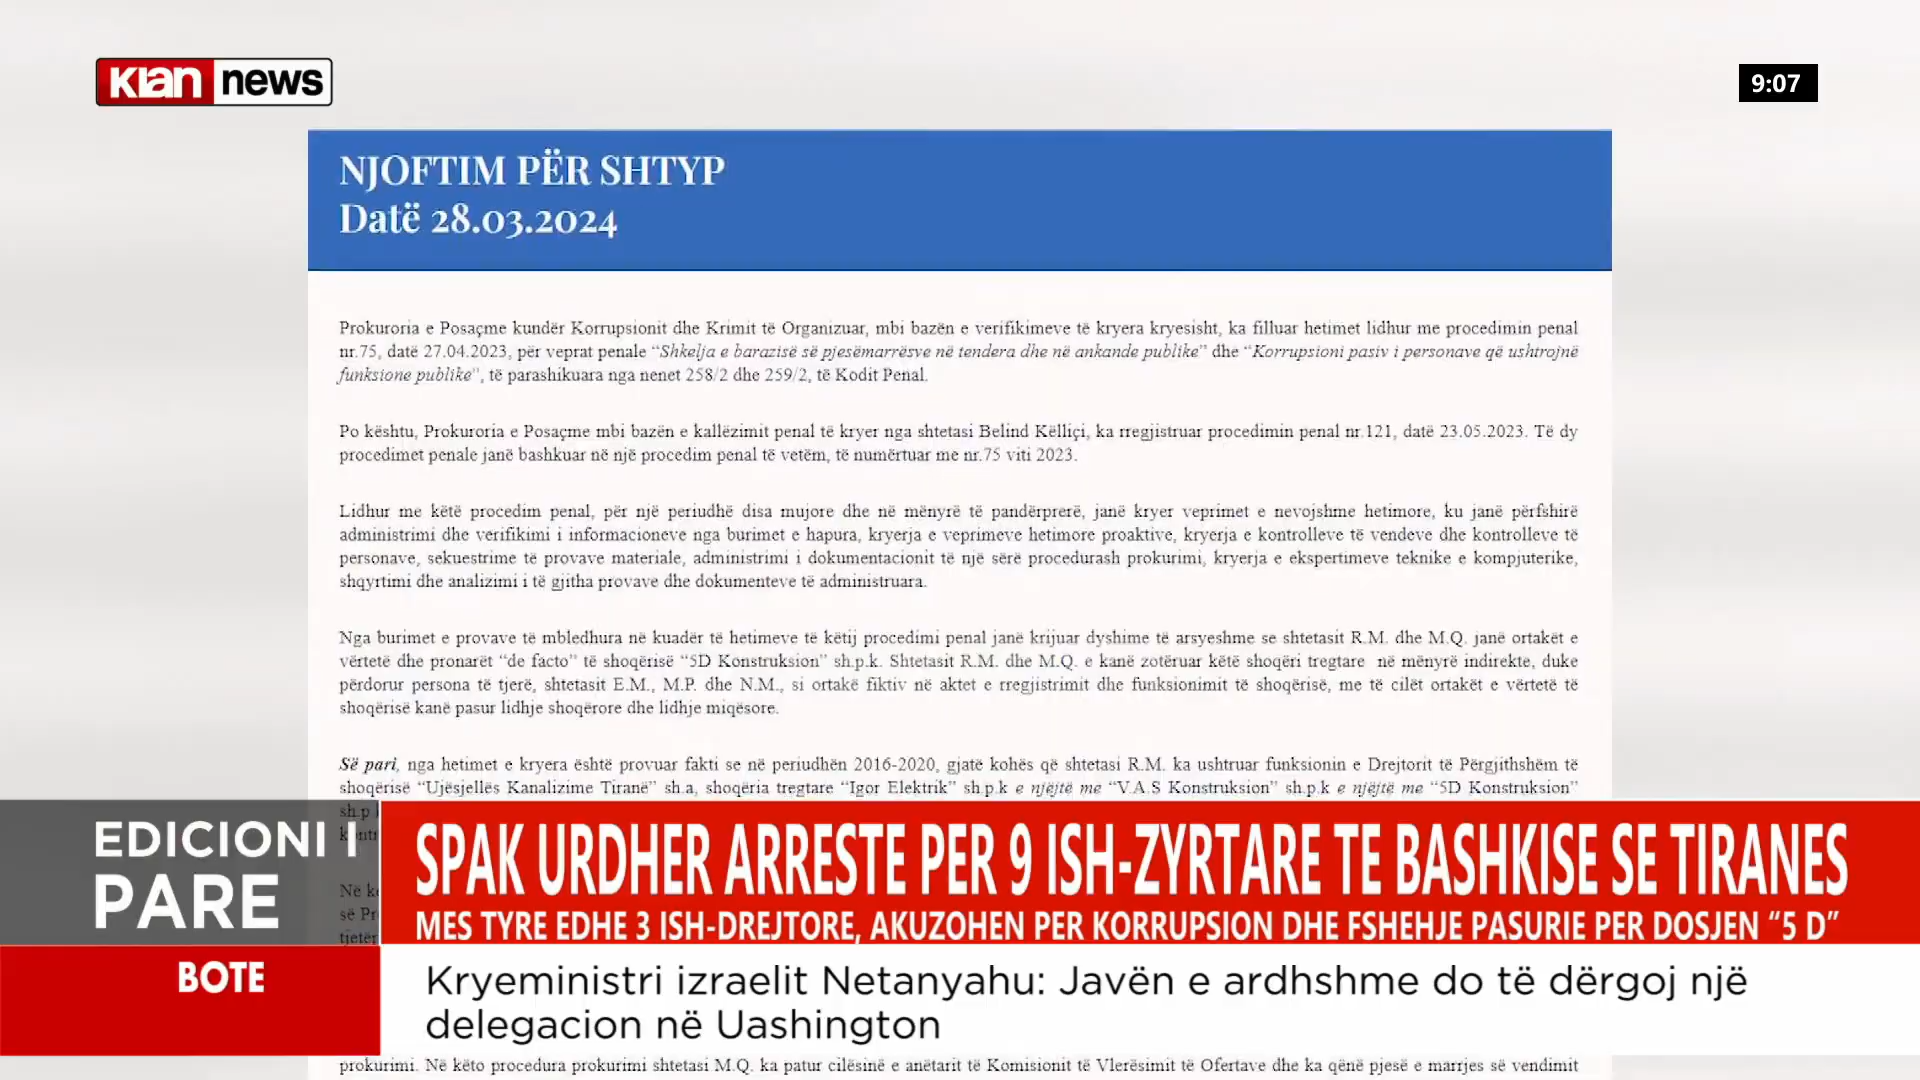 Klan news
9:07
NJOFTIM PËR SHTYP
Datë 28.03.2024
Prokuroria e Posaçme kundër Korrupsionit dhe Krimit të Organizuar, mbi bazën e verifikimeve të kryera kryesisht, ka filluar hetimet lidhur me procedimin penal
nr.75, datë 27.04.2023, për veprat penale “Shkelja e barazisë së pjesëmarrësve në tendera dhe në ankande publike” dhe “Korrupsioni pasiv i personave që ushtrojnë
funksione publike”, të parashikuara nga nenet 258/2 dhe 259/2, të Kodit Penal.
Po kështu, Prokuroria e Posaçme mbi bazën e kallëzimit penal të kryer nga shtetasi Belind Këlliçi, ka rregjistruar procedimin penal nr.121, datë 23.05.2023. Të dy
procedimet penale janë bashkuar në një procedim penal të vetëm, të numërtuar me nr.75 viti 2023.
Lidhur me këtë procedim penal, për një periudhë disa mujore dhe në mënyrë të pandërprerë, janë kryer veprimet e nevojshme hetimore, ku janë përfshirë
administrimi dhe verifikimi i informacioneve nga burimet e hapura, kryerja e veprimeve hetimore proaktive, kryerja e kontrolleve të vendeve dhe kontrolleve të
personave, sekuestrime të provave materiale, administrimi i dokumentacionit të një sërë procedurash prokurimi, kryerja e ekspertimeve teknike e kompjuterike,
shqyrtimi dhe analizimi i të gjitha provave dhe dokumenteve të administruara.
Nga burimet e provave të mbledhura në kuadër të hetimeve të këtij procedimi penal janë krijuar dyshime të arsyeshme se shtetasit R.M. dhe M.Q. janë ortakët e
vërtetë dhe pronarët “de facto” të shoqërisë “5D Konstruksion” sh.p.k. Shtetasit R.M. dhe M.Q. e kanë zotëruar këtë shoqëri tregtare në mënyrë indirekte, duke
përdorur persona të tjerë, shtetasit E.M., M.P. dhe N.M., si ortakë fiktiv në aktet e rregjistrimit dhe funksionimit të shoqërisë, me të cilët ortakët e vërtetë të
shoqërisë kanë pasur lidhje shoqërore dhe lidhje miqësore.
Së pari, nga hetimet e kryera është provuar fakti se në periudhën 2016-2020, gjatë kohës që shtetasi R.M. ka ushtruar funksionin e Drejtorit të Përgjithshëm të
shoqërisë “Ujësjellës Kanalizime Tiranë” sh.a, shoqëria tregtare “Igor Elektrik” sh.p.k e njëjtë me “V.A.S Konstruksion” sh.p.k e njëjtë me “5D Konstruksion”
sh.p
EDICIONI I
PARE
SPAK URDHER ARRESTE PER 9 ISH-ZYRTARE TE BASHKISE SE TIRANES
MES TYRE EDHE 3 ISH-DREJTORE, AKUZOHEN PER KORRUPSION DHE FSHEHJE PASURIE PER DOSJEN “5 D”
BOTE
Kryeministri izraelit Netanyahu: Javën e ardhshme do të dërgoj një
delegacion në Uashington
prokurimi. Në këto procedura prokurimi shtetasi M.Q. ka patur cilësinë e anëtarit të Komisionit të Vlerësimit të Ofertave dhe ka qënë pjesë e marrjes së vendimit